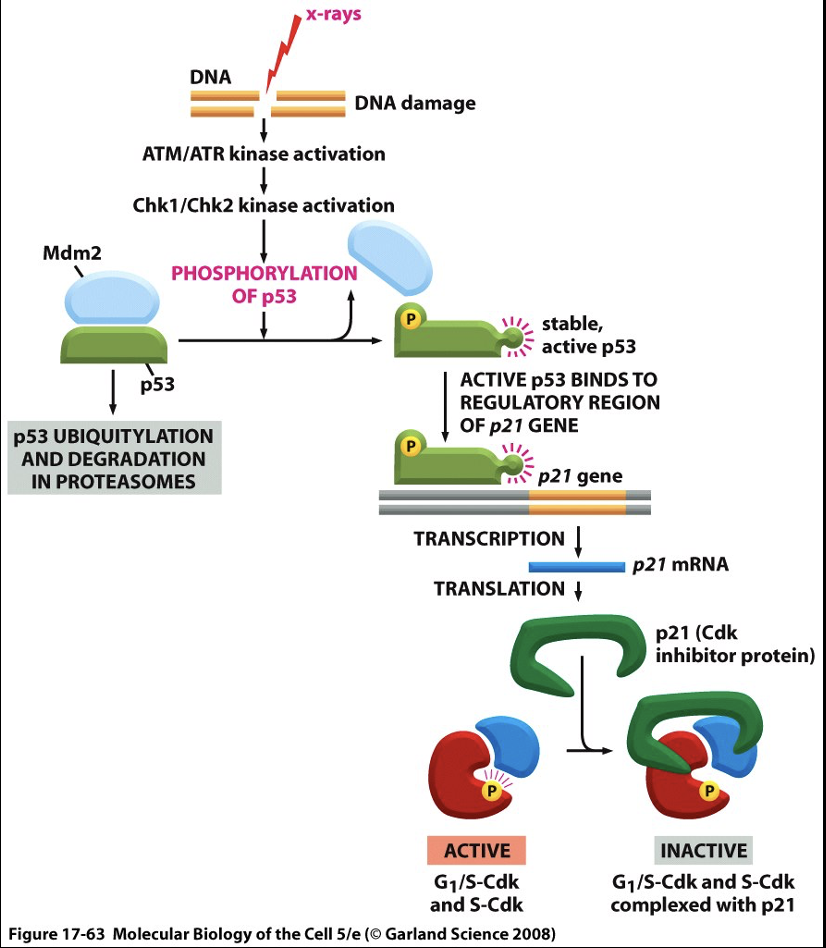 x-rays
DNA
DNA damage
ATM/ATR kinase activation
Chk1/Chk2 kinase activation
Mdm2
PHOSPHORYLATION
OF p53
P
stable,
active p53
p53
ACTIVE p53 BINDS TO
REGULATORY REGION
OF p21 GENE
p53 UBIQUITYLATION
AND DEGRADATION
IN PROTEASOMES
P
p21 gene
TRANSCRIPTION
p21 mRNA
TRANSLATION
p21 (Cdk
inhibitor protein)
P
P
ACTIVE
INACTIVE
G1/S-Cdk
and S-Cdk
G1/S-Cdk and S-Cdk
complexed with p21
Figure 17-63 Molecular Biology of the Cell 5/e (© Garland Science 2008)